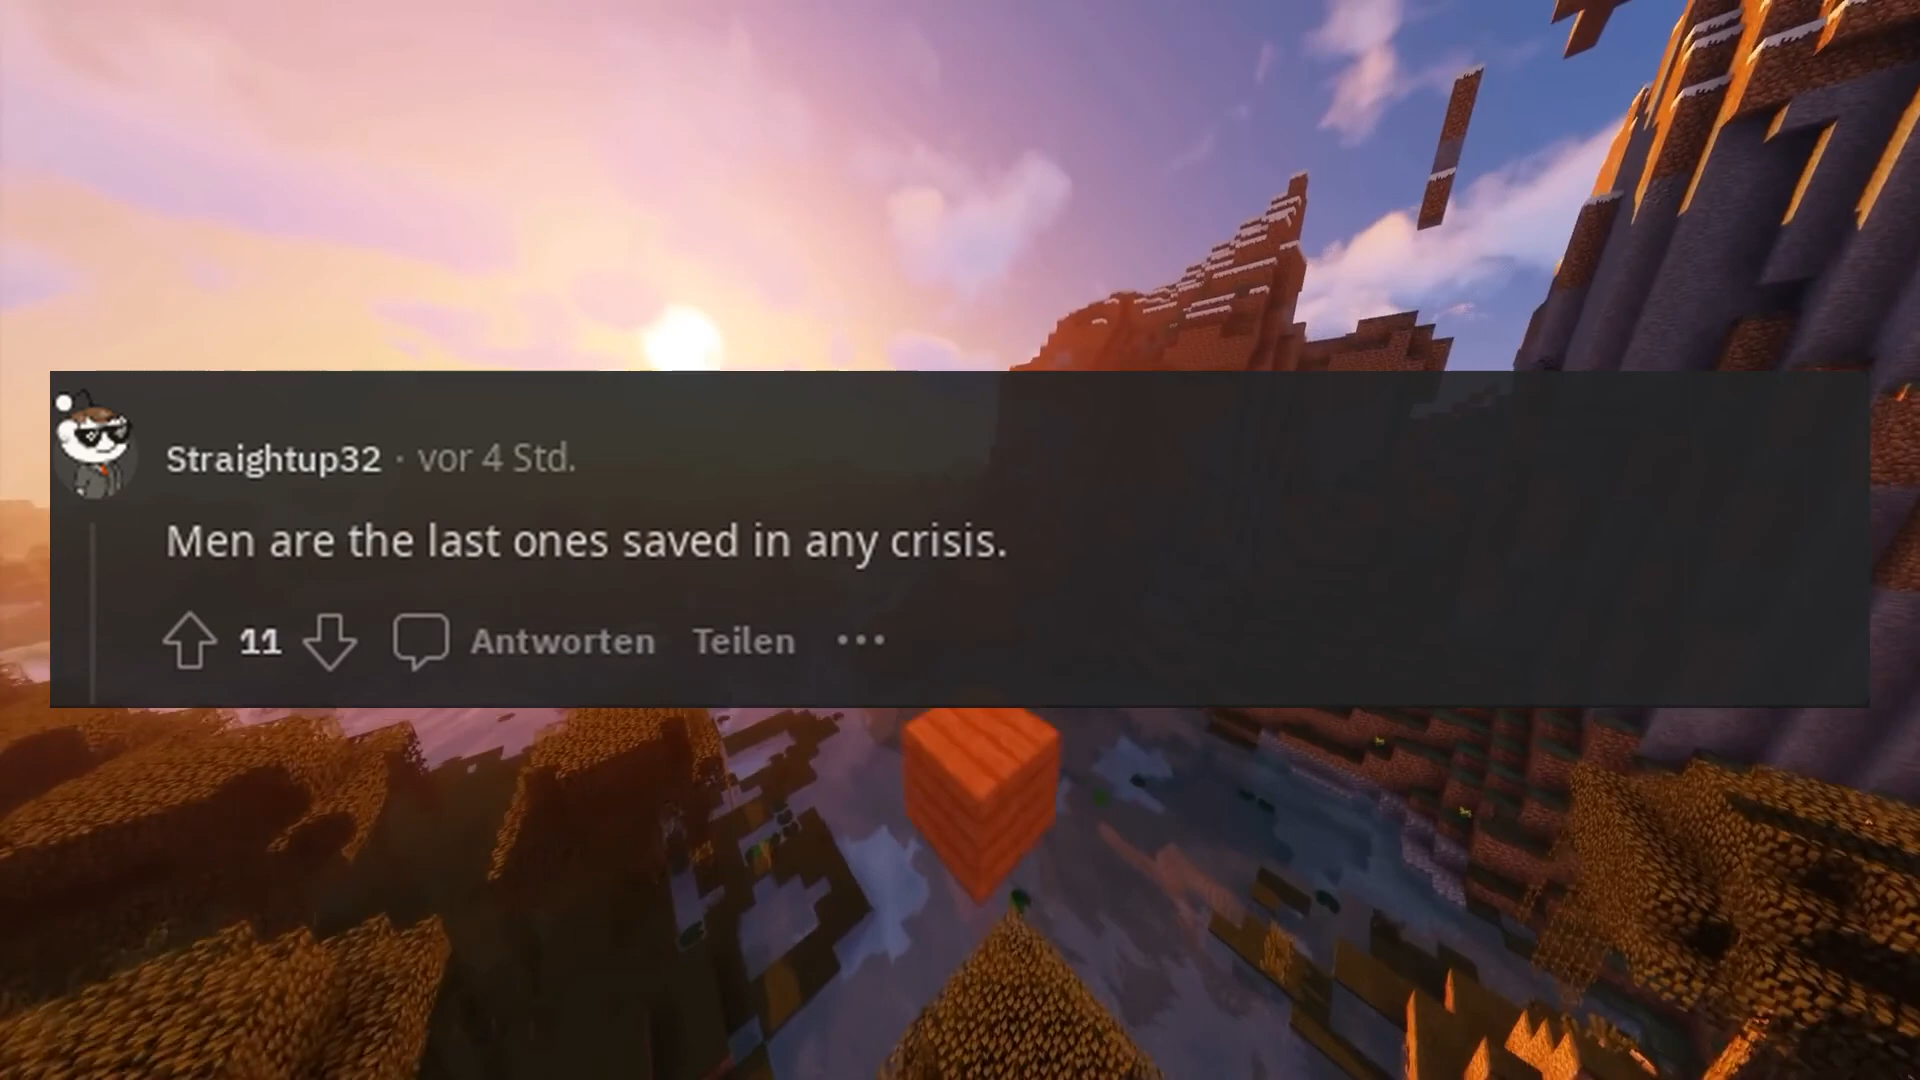 Straightup32 · vor 4 Std.
Men are the last ones saved in any crisis.
11 Antworten Teilen ···